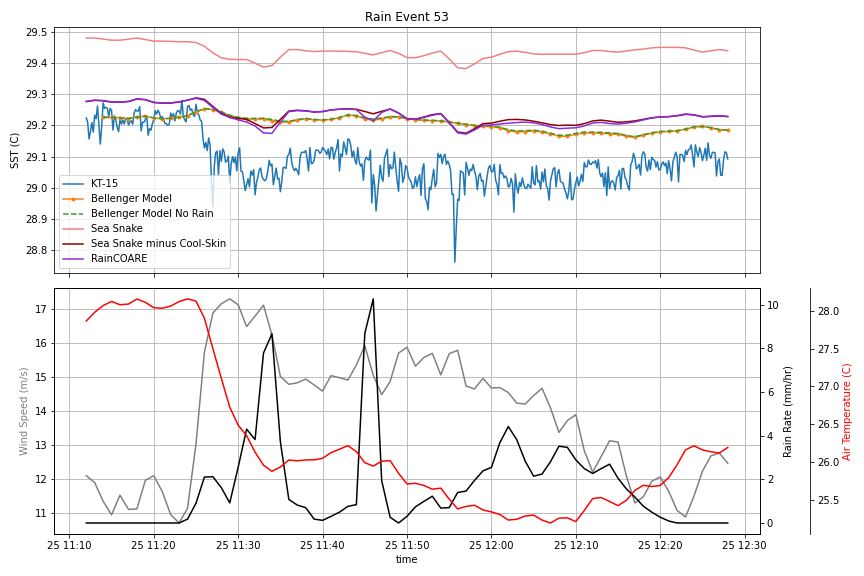 Rain Event 53
29.5
29.4
29.3
29.2
29.1
29.0
28.9
28.8
SST (C)
KT-15
Bellenger Model
Bellenger Model No Rain
Sea Snake
Sea Snake minus Cool-Skin
RainCOARE
17
16
15
14
13
12
11
Wind Speed (m/s)
10
8
6
4
2
0
Rain Rate (mm/hr)
28.0
27.5
27.0
26.5
26.0
25.5
Air Temperature (C)
25 11:10 25 11:20 25 11:30 25 11:40 25 11:50 25 12:00 25 12:10 25 12:20 25 12:30
time